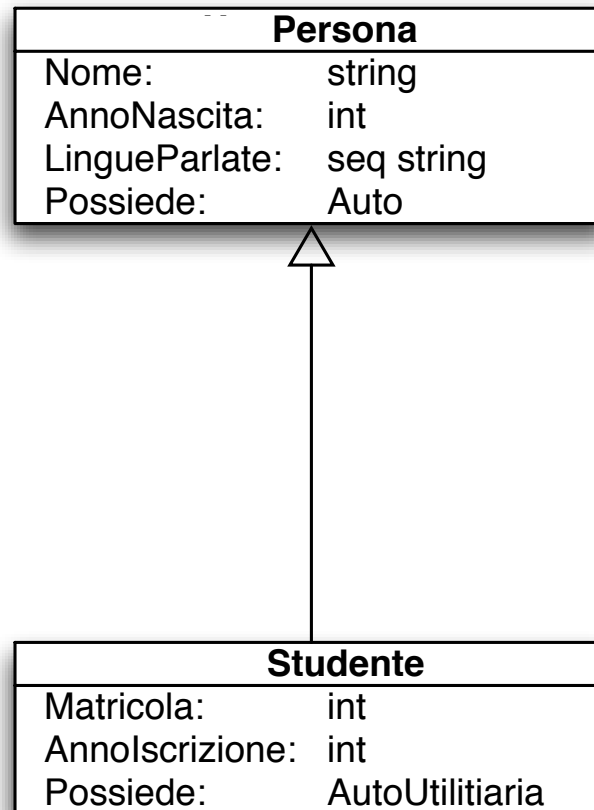 Persona
Nome: string
AnnoNascita: int
LingueParlate: seq string
Possiede: Auto
Studente
Matricola: int
AnnoIscrizione: int
Possiede: AutoUtilitiaria